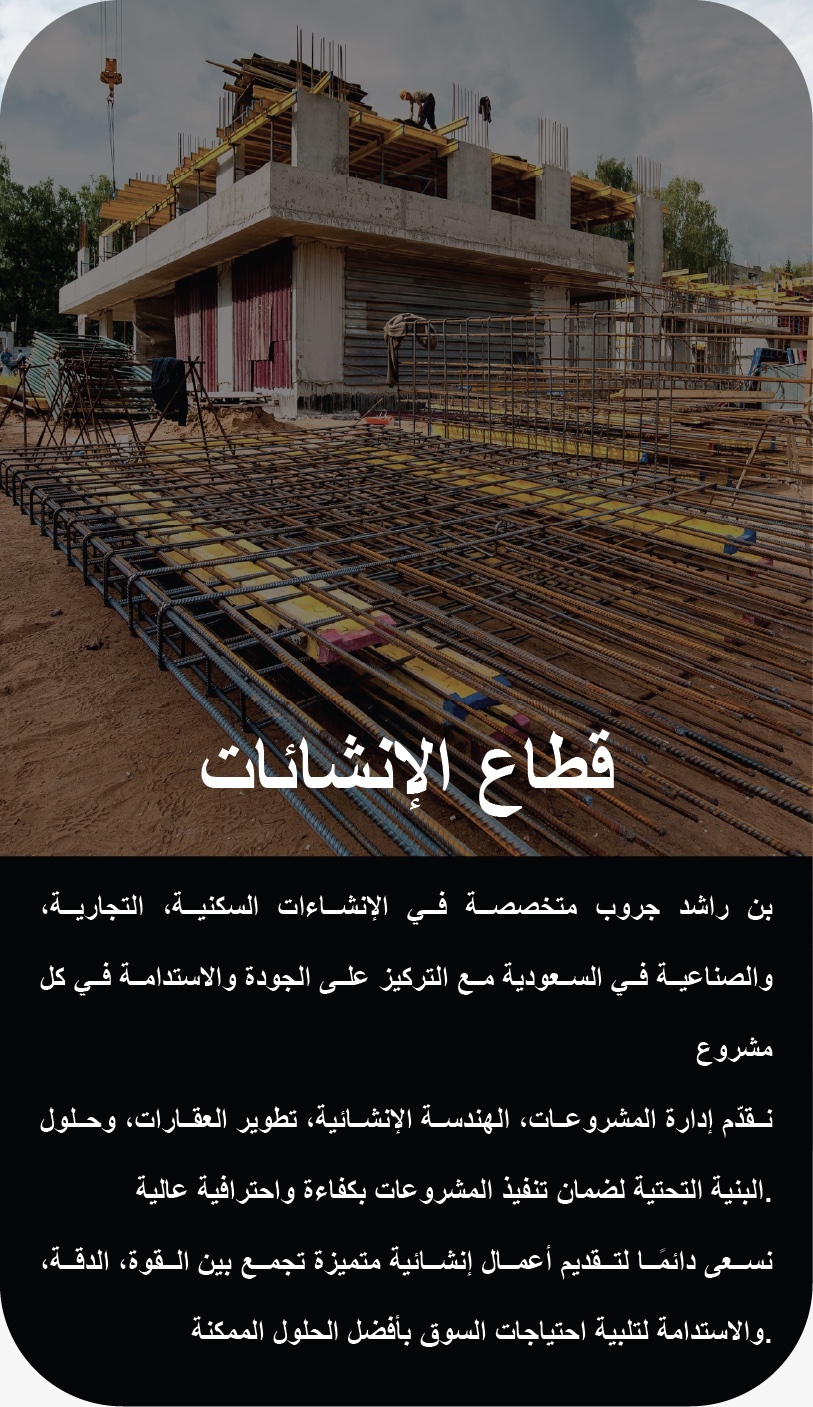 قطاع الإنشائات
بن راشد جروب متخصصة في الإنشاءات السكنية، التجارية،
والصناعية في السعودية مع التركيز على الجودة والاستدامة في كل
مشروع
نقدّم إدارة المشروعات، الهندسة الإنشائية، تطوير العقارات، وحلول
.البنية التحتية لضمان تنفيذ المشروعات بكفاءة واحترافية عالية
نسعى دائمًا لتقديم أعمال إنشائية متميزة تجمع بين القوة، الدقة،
.والاستدامة لتلبية احتياجات السوق بأفضل الحلول الممكنة